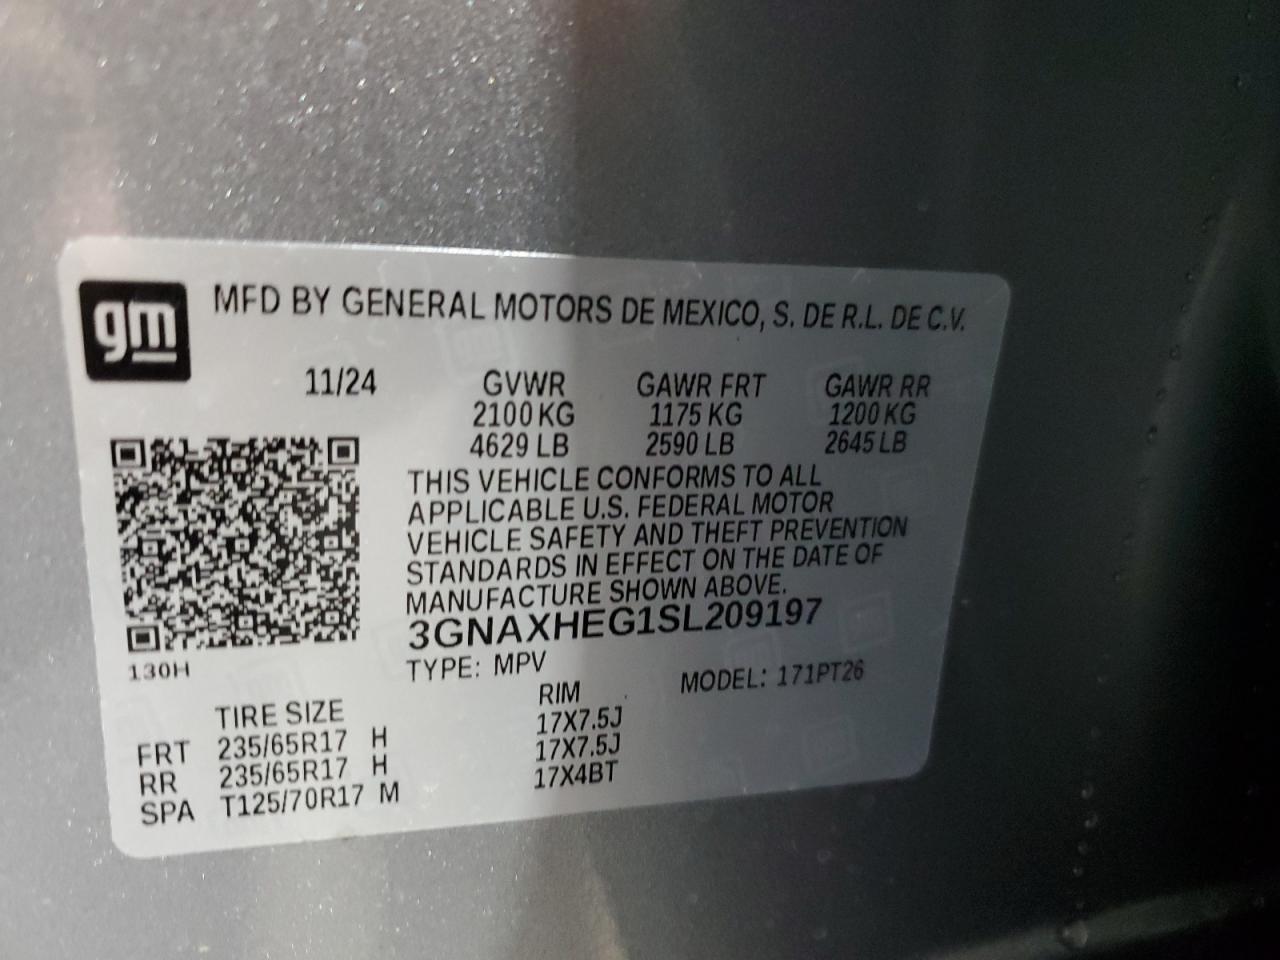 gm
MFD BY GENERAL MOTORS DE MEXICO, S. DE R.L. DE C.V.
11/24 GVWR GAWR FRT GAWR RR
2100 KG 1175 KG 1200 KG
4629 LB 2590 LB 2645 LB
THIS VEHICLE CONFORMS TO ALL
APPLICABLE U.S. FEDERAL MOTOR
VEHICLE SAFETY AND THEFT PREVENTION
STANDARDS IN EFFECT ON THE DATE OF
MANUFACTURE SHOWN ABOVE.
3GNAXHEG1SL209197
130H TYPE: MPV MODEL: 171PT26
TIRE SIZE RIM
FRT 235/65R17 H 17X7.5J
RR 235/65R17 H 17X7.5J
SPA T125/70R17 M 17X4BT